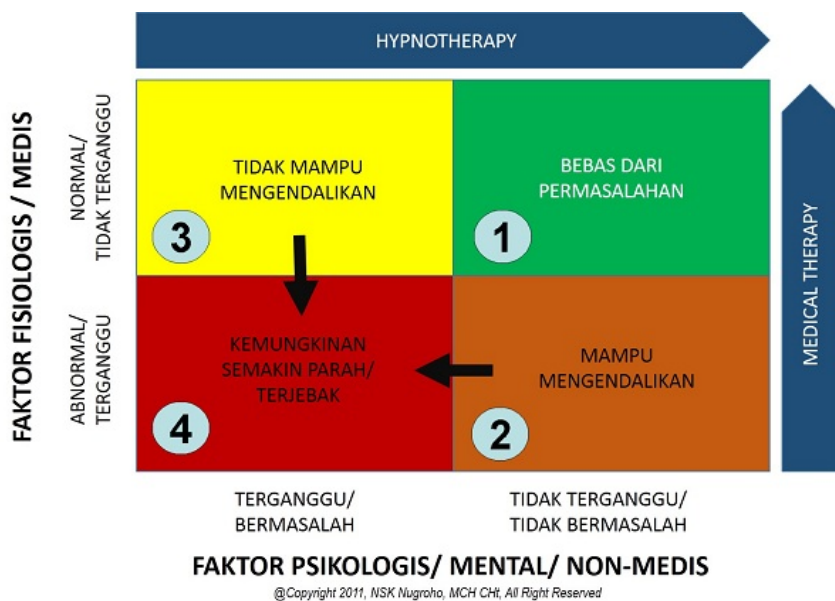 HYPNOTHERAPY
FAKTOR FISIOLOGIS / MEDIS
NORMAL/
TIDAK TERGANGGU
TIDAK MAMPU
MENGENDALIKAN
3
BEBAS DARI
PERMASALAHAN
1
MEDICAL THERAPY
ABNORMAL/
TERGANGGU
KEMUNGKINAN
SEMAKIN PARAH/
TERJEBAK
4
MAMPU
MENGENDALIKAN
2
TERGANGGU/
BERMASALAH
TIDAK TERGANGGU/
TIDAK BERMASALAH
FAKTOR PSIKOLOGIS/ MENTAL/ NON-MEDIS
@Copyright 2011, NSK Nugroho, MCH CHt, All Right Reserved